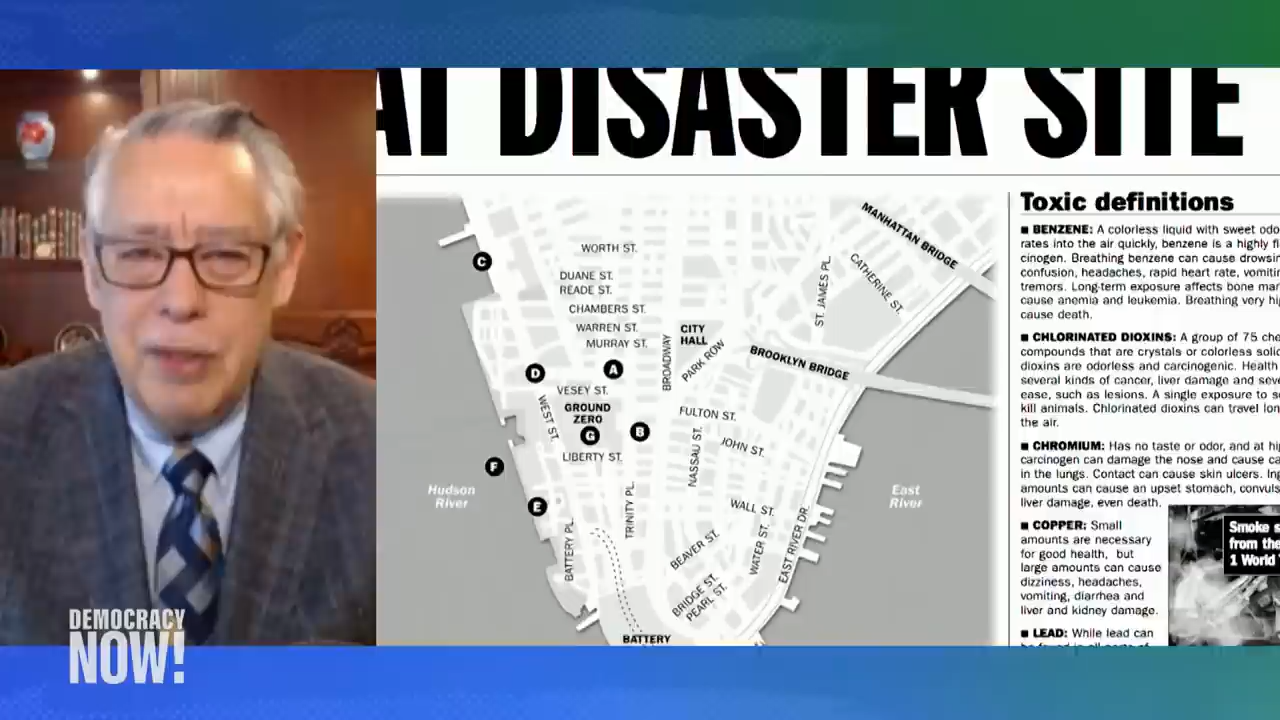 AT DISASTER SITE
MANHATTAN BRIDGE
WORTH ST.
C
CATHERINE ST.
ST. JAMES PL.
DUANE ST.
READE ST.
CHAMBERS ST.
WARREN ST.
CITY
HALL
MURRAY ST.
BROADWAY
PARK ROW
BROOKLYN BRIDGE
D
A
VESEY ST.
WEST ST.
GROUND
ZERO
G
B
FULTON ST.
JOHN ST.
NASSAU ST.
LIBERTY ST.
F
Hudson
River
East
River
E
TRINITY PL.
WALL ST.
BATTERY PL.
BEAVER ST.
WATER ST.
EAST RIVER DR.
BRIDGE ST.
PEARL ST.
BATTERY
Toxic definitions
■ BENZENE: A colorless liquid with sweet odo
rates into the air quickly, benzene is a highly fl
cinogen. Breathing benzene can cause drowsin
confusion, headaches, rapid heart rate, vomitin
tremors. Long-term exposure affects bone mar
cause anemia and leukemia. Breathing very hi
cause death.
■ CHLORINATED DIOXINS: A group of 75 che
compounds that are crystals or colorless solid
dioxins are odorless and carcinogenic. Health
several kinds of cancer, liver damage and seve
ease, such as lesions. A single exposure to s
kill animals. Chlorinated dioxins can travel lon
the air.
■ CHROMIUM: Has no taste or odor, and at hig
carcinogen can damage the nose and cause ca
in the lungs. Contact can cause skin ulcers. Ing
amounts can cause an upset stomach, convuls
liver damage, even death.
■ COPPER: Small
amounts are necessary
for good health, but
large amounts can cause
dizziness, headaches,
vomiting, diarrhea and
liver and kidney damage.
■ LEAD: While lead can
Smoke s
from the
1 World
DEMOCRACY
NOW!